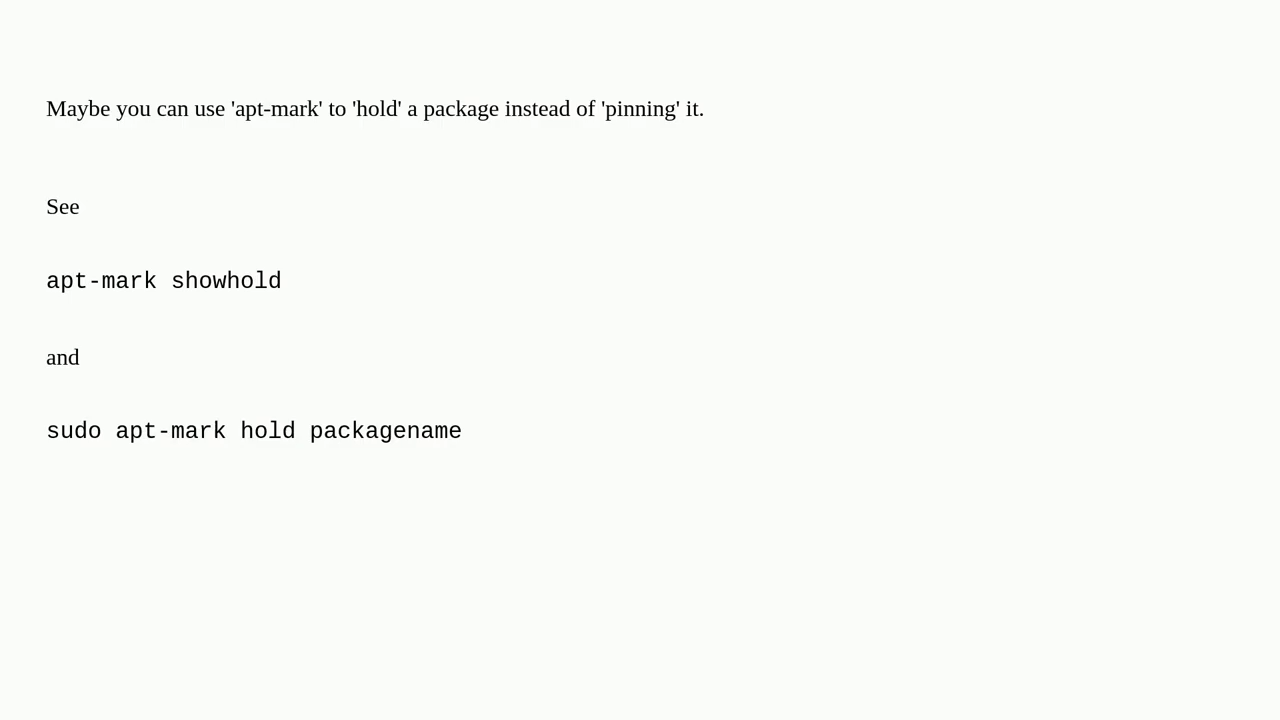 Maybe you can use 'apt-mark' to 'hold' a package instead of 'pinning' it.
See
apt-mark showhold
and
sudo apt-mark hold packagename